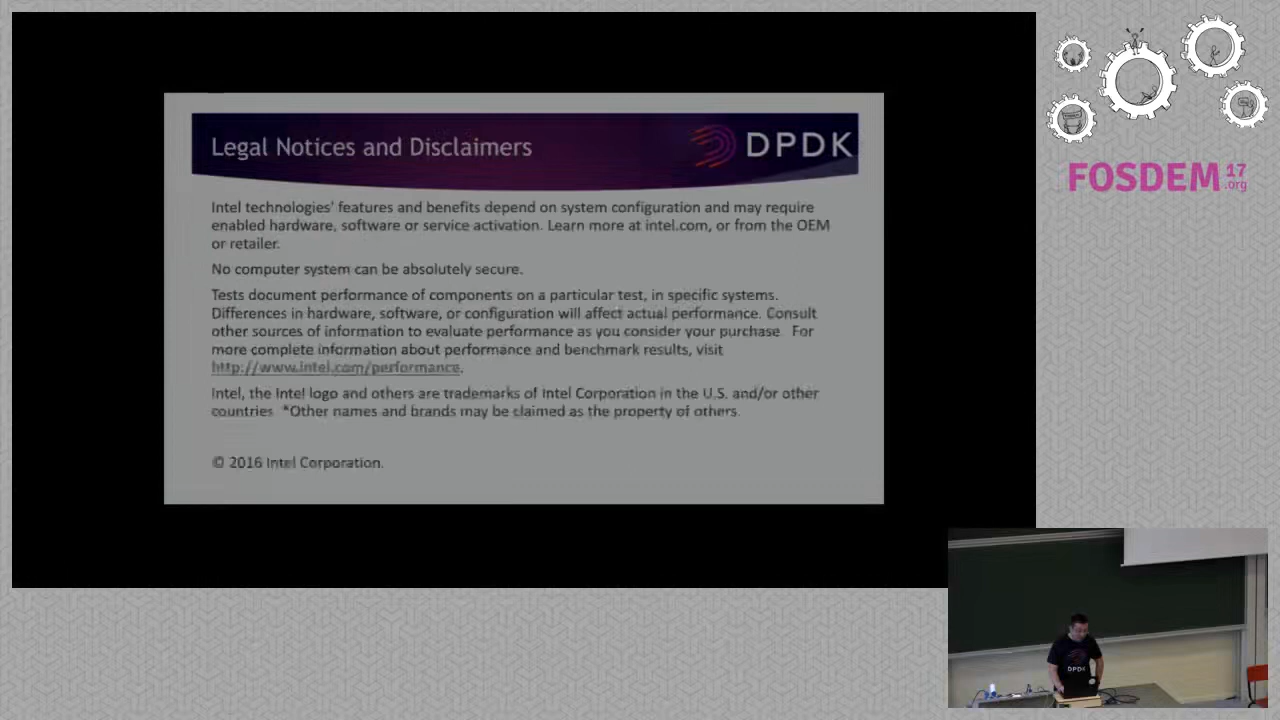 Legal Notices and Disclaimers
DPDK
Intel technologies' features and benefits depend on system configuration and may require
enabled hardware, software or service activation. Learn more at intel.com, or from the OEM
or retailer.
No computer system can be absolutely secure.
Tests document performance of components on a particular test, in specific systems.
Differences in hardware, software, or configuration will affect actual performance. Consult
other sources of information to evaluate performance as you consider your purchase. For
more complete information about performance and benchmark results, visit
http://www.intel.com/performance.
Intel, the Intel logo and others are trademarks of Intel Corporation in the U.S. and/or other
countries. *Other names and brands may be claimed as the property of others.
© 2016 Intel Corporation.
FOSDEM 17
.org
DPDK